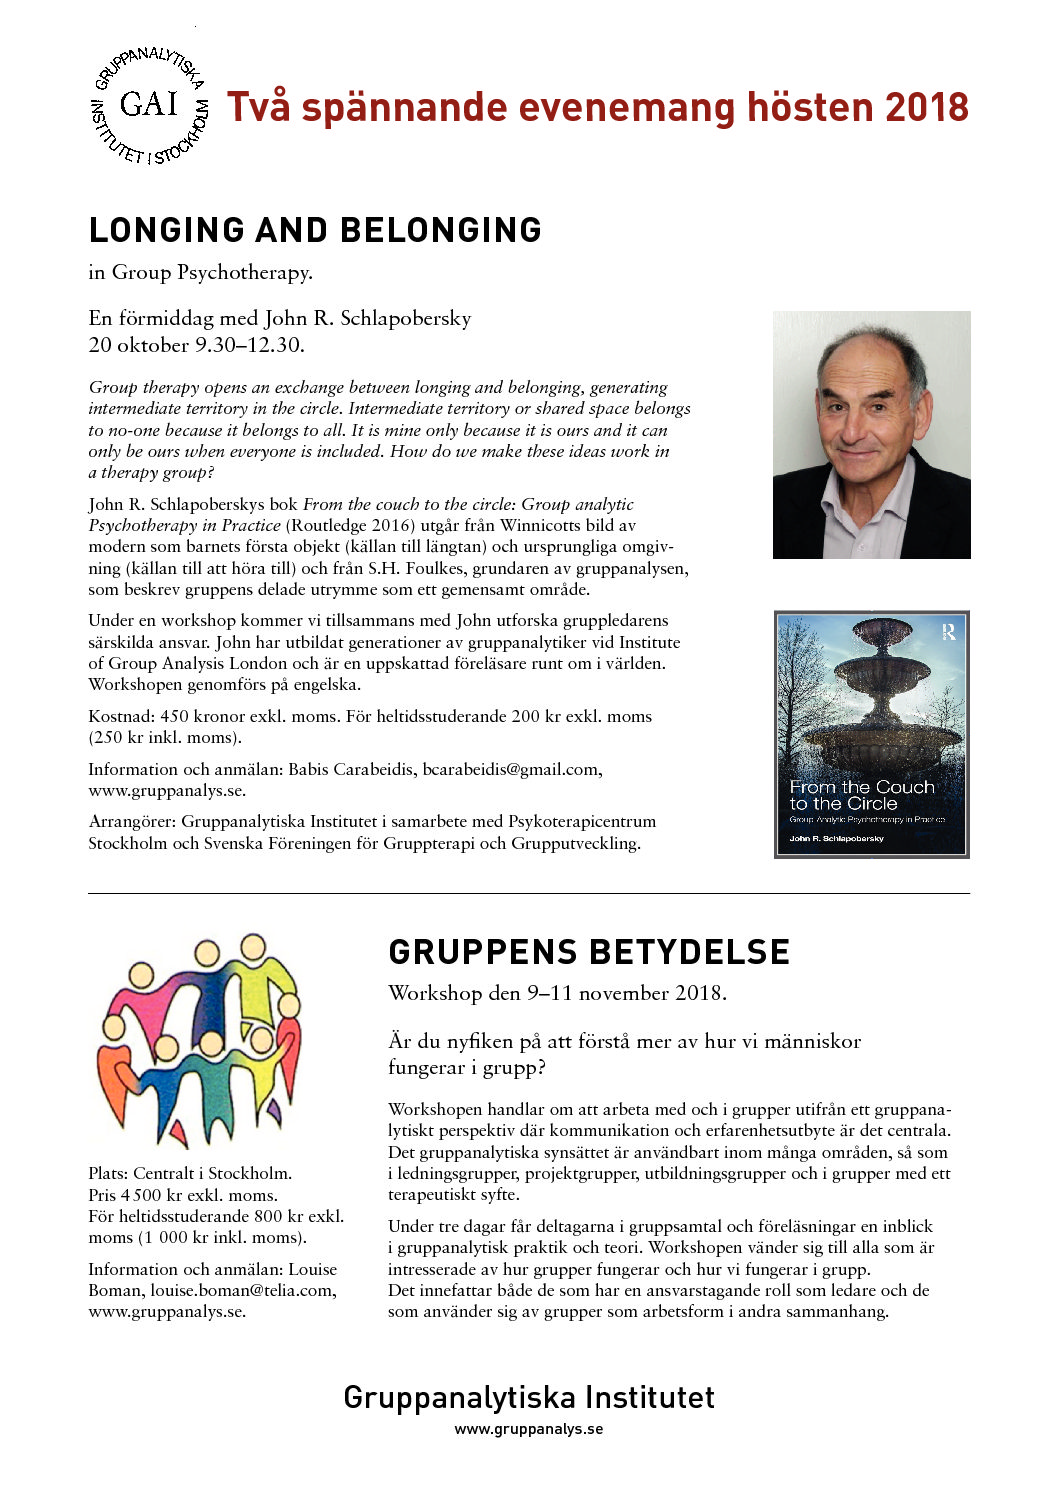 GRUPPANALYTISKA
INSTITUTET I STOCKHOLM
GAI
Två spännande evenemang hösten 2018
LONGING AND BELONGING
in Group Psychotherapy.
En förmiddag med John R. Schlapobersky
20 oktober 9.30–12.30.
Group therapy opens an exchange between longing and belonging, generating
intermediate territory in the circle. Intermediate territory or shared space belongs
to no-one because it belongs to all. It is mine only because it is ours and it can
only be ours when everyone is included. How do we make these ideas work in
a therapy group?
John R. Schlapoberskys bok From the couch to the circle: Group analytic
Psychotherapy in Practice (Routledge 2016) utgår från Winnicotts bild av
modern som barnets första objekt (källan till längtan) och ursprungliga omgiv-
ning (källan till att höra till) och från S.H. Foulkes, grundaren av gruppanalysen,
som beskrev gruppens delade utrymme som ett gemensamt område.
Under en workshop kommer vi tillsammans med John utforska gruppledarens
särskilda ansvar. John har utbildat generationer av gruppanalytiker vid Institute
of Group Analysis London och är en uppskattad föreläsare runt om i världen.
Workshopen genomförs på engelska.
Kostnad: 450 kronor exkl. moms. För heltidsstuderande 200 kr exkl. moms
(250 kr inkl. moms).
Information och anmälan: Babis Carabeidis, bcarabeidis@gmail.com,
www.gruppanalys.se.
Arrangörer: Gruppanalytiska Institutet i samarbete med Psykoterapicentrum
Stockholm och Svenska Föreningen för Gruppterapi och Grupputveckling.
R
From the Couch
to the Circle
Group-Analytic Psychotherapy in Practice
John R. Schlapobersky
GRUPPENS BETYDELSE
Workshop den 9–11 november 2018.
Är du nyfiken på att förstå mer av hur vi människor
fungerar i grupp?
Workshopen handlar om att arbeta med och i grupper utifrån ett gruppana-
lytiskt perspektiv där kommunikation och erfarenhetsutbyte är det centrala.
Det gruppanalytiska synsättet är användbart inom många områden, så som
i ledningsgrupper, projektgrupper, utbildningsgrupper och i grupper med ett
terapeutiskt syfte.
Under tre dagar får deltagarna i gruppsamtal och föreläsningar en inblick
i gruppanalytisk praktik och teori. Workshopen vänder sig till alla som är
intresserade av hur grupper fungerar och hur vi fungerar i grupp.
Det innefattar både de som har en ansvarstagande roll som ledare och de
som använder sig av grupper som arbetsform i andra sammanhang.
Plats: Centralt i Stockholm.
Pris 4 500 kr exkl. moms.
För heltidsstuderande 800 kr exkl.
moms (1 000 kr inkl. moms).
Information och anmälan: Louise
Boman, louise.boman@telia.com,
www.gruppanalys.se.
Gruppanalytiska Institutet
www.gruppanalys.se